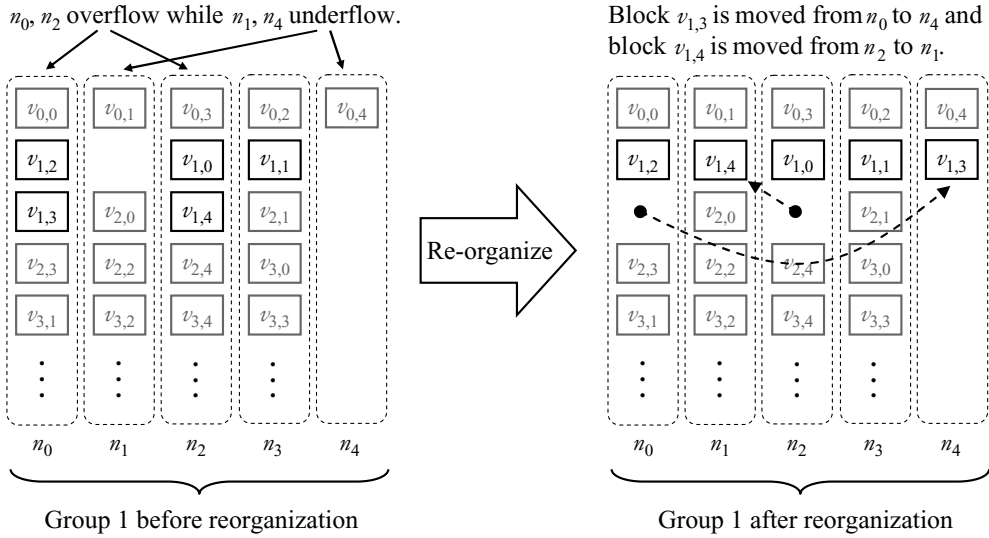 n0, n2 overflow while n1, n4 underflow.
Block v1,3 is moved from n0 to n4 and
block v1,4 is moved from n2 to n1.
v0,0 v0,1 v0,3 v0,2 v0,4
v1,2 v1,0 v1,1
v1,3 v2,0 v1,4 v2,1
v2,3 v2,2 v2,4 v3,0
v3,1 v3,2 v3,4 v3,3
n0 n1 n2 n3 n4
Group 1 before reorganization
Re-organize
v0,0 v0,1 v0,3 v0,2 v0,4
v1,2 v1,4 v1,0 v1,1 v1,3
v2,0 v2,1
v2,3 v2,2 v2,4 v3,0
v3,1 v3,2 v3,4 v3,3
n0 n1 n2 n3 n4
Group 1 after reorganization